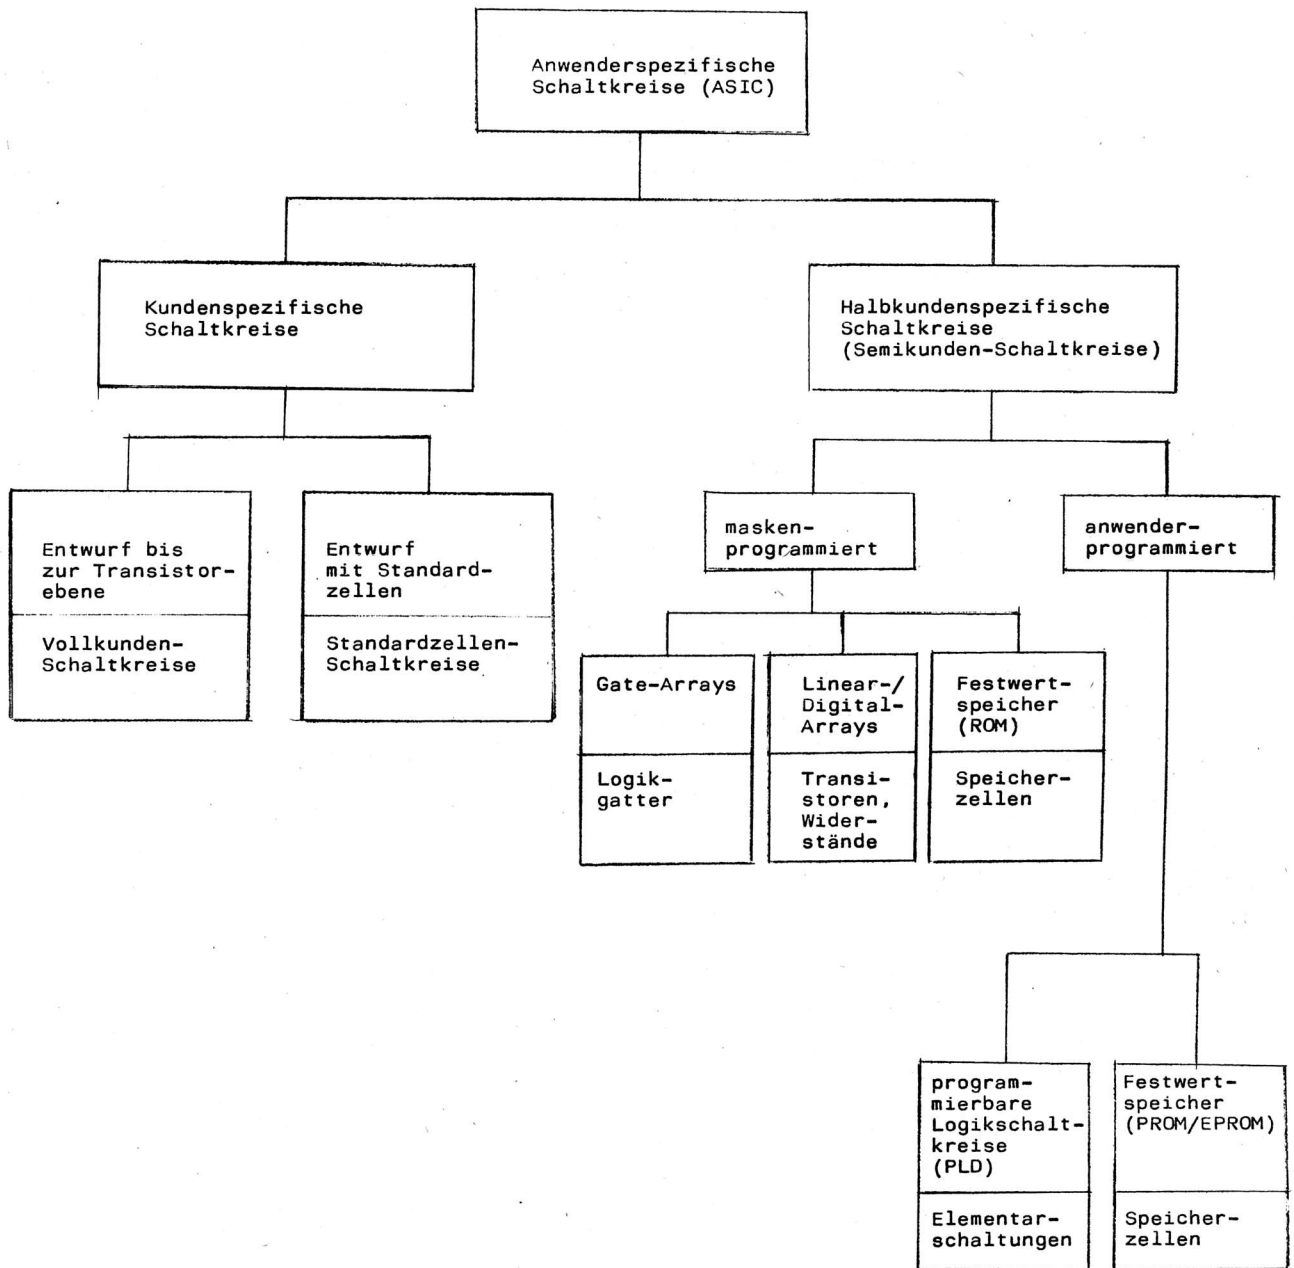 Anwenderspezifische
Schaltkreise (ASIC)
Kundenspezifische
Schaltkreise
Halbkundenspezifische
Schaltkreise
(Semikunden-Schaltkreise)
Entwurf bis
zur Transistor-
ebene
Vollkunden-
Schaltkreise
Entwurf
mit Standard-
zellen
Standardzellen-
Schaltkreise
masken-
programmiert
anwender-
programmiert
Gate-Arrays
Logik-
gatter
Linear-/
Digital-
Arrays
Transi-
storen,
Wider-
stände
Festwert-
speicher
(ROM)
Speicher-
zellen
program-
mierbare
Logikschalt-
kreise
(PLD)
Elementar-
schaltungen
Festwert-
speicher
(PROM/EPROM)
Speicher-
zellen